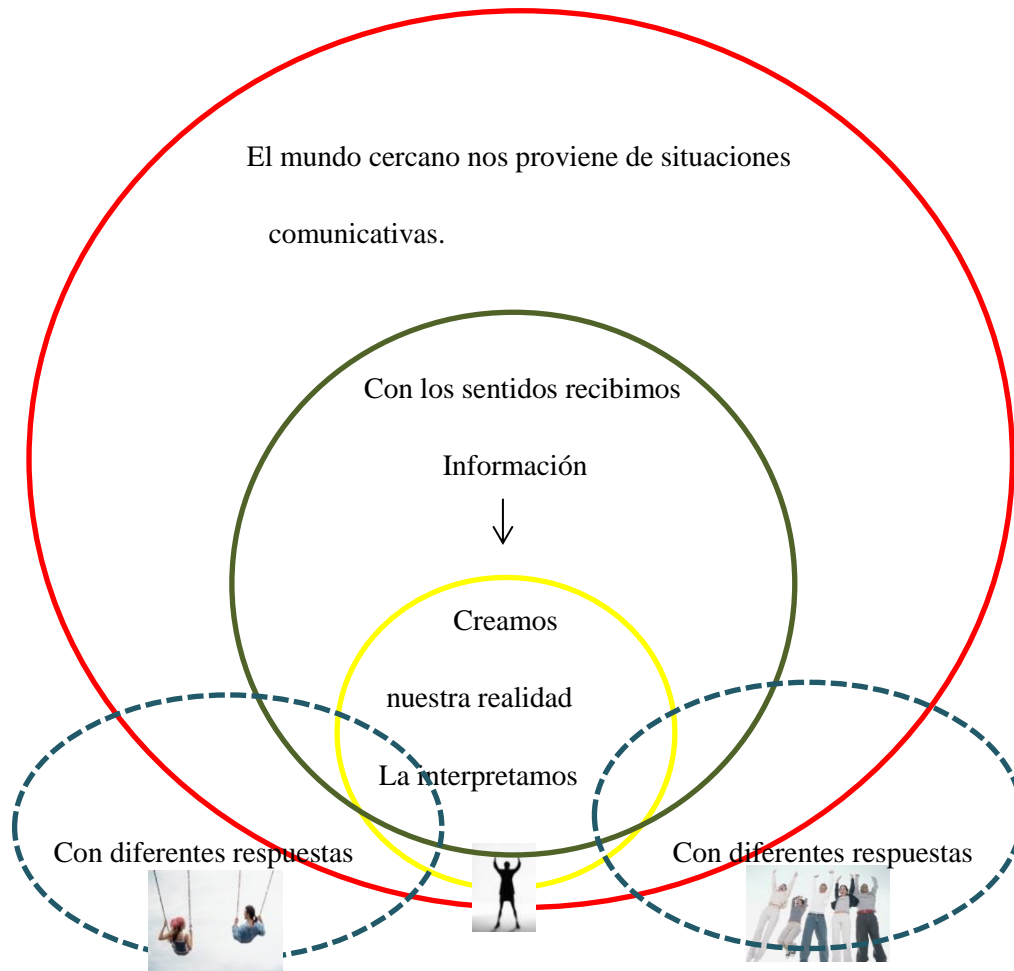 El mundo cercano nos proviene de situaciones
comunicativas.
Con los sentidos recibimos
Información
Creamos
nuestra realidad
La interpretamos
Con diferentes respuestas
Con diferentes respuestas